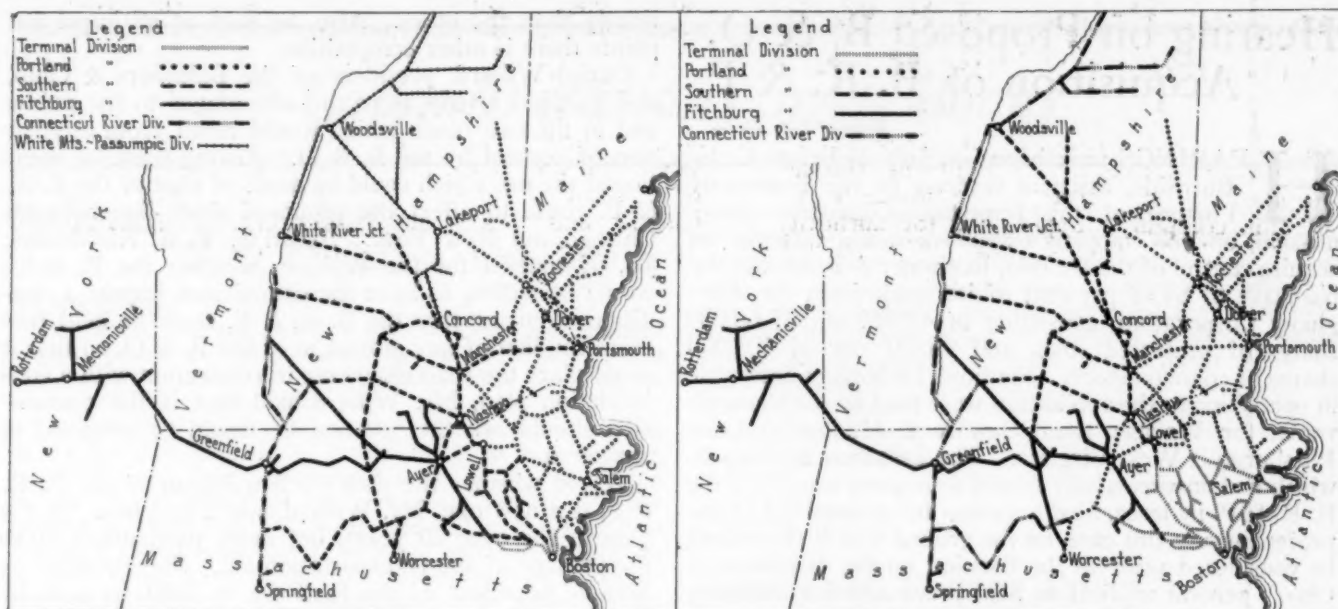 Legend
Terminal Division
Portland "
Southern "
Fitchburg "
Connecticut River Div.
White Mts.-Passumpic Div.
Woodsville
White River Jct.
Lakeport
Rochester
Dover
Portsmouth
Concord
Manchester
Nashua
Lowell
Ayer
Salem
Boston
Worcester
Springfield
Greenfield
Mechanicville
Rotterdam
New York
Vermont
New Hampshire
Maine
Massachusetts
Atlantic Ocean
Legend
Terminal Division
Portland "
Southern "
Fitchburg "
Connecticut River Div.
Woodsville
White River Jct.
Lakeport
Rochester
Dover
Portsmouth
Concord
Manchester
Nashua
Lowell
Ayer
Salem
Boston
Worcester
Springfield
Greenfield
Mechanicville
Rotterdam
New York
Vermont
New Hampshire
Maine
Massachusetts
Atlantic Ocean